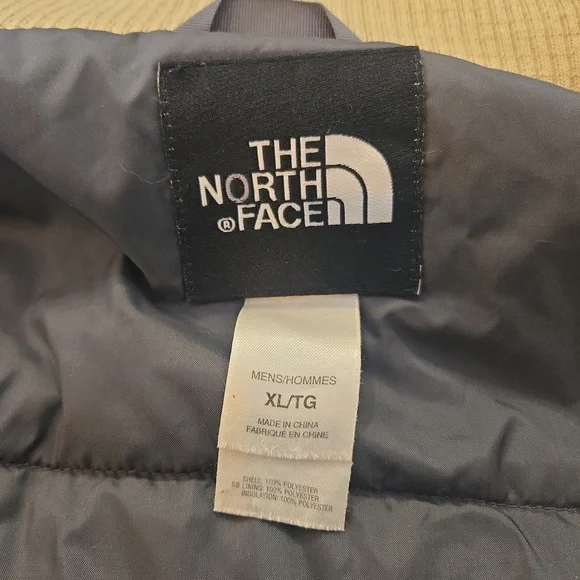 THE
NORTH
® FACE
MENS/HOMMES
XL/TG
MADE IN CHINA
FABRIQUÉ EN CHINE
SHELL: 100% POLYESTER
GB LINING: 100% POLYESTER
INSULATION: 100% POLYESTER